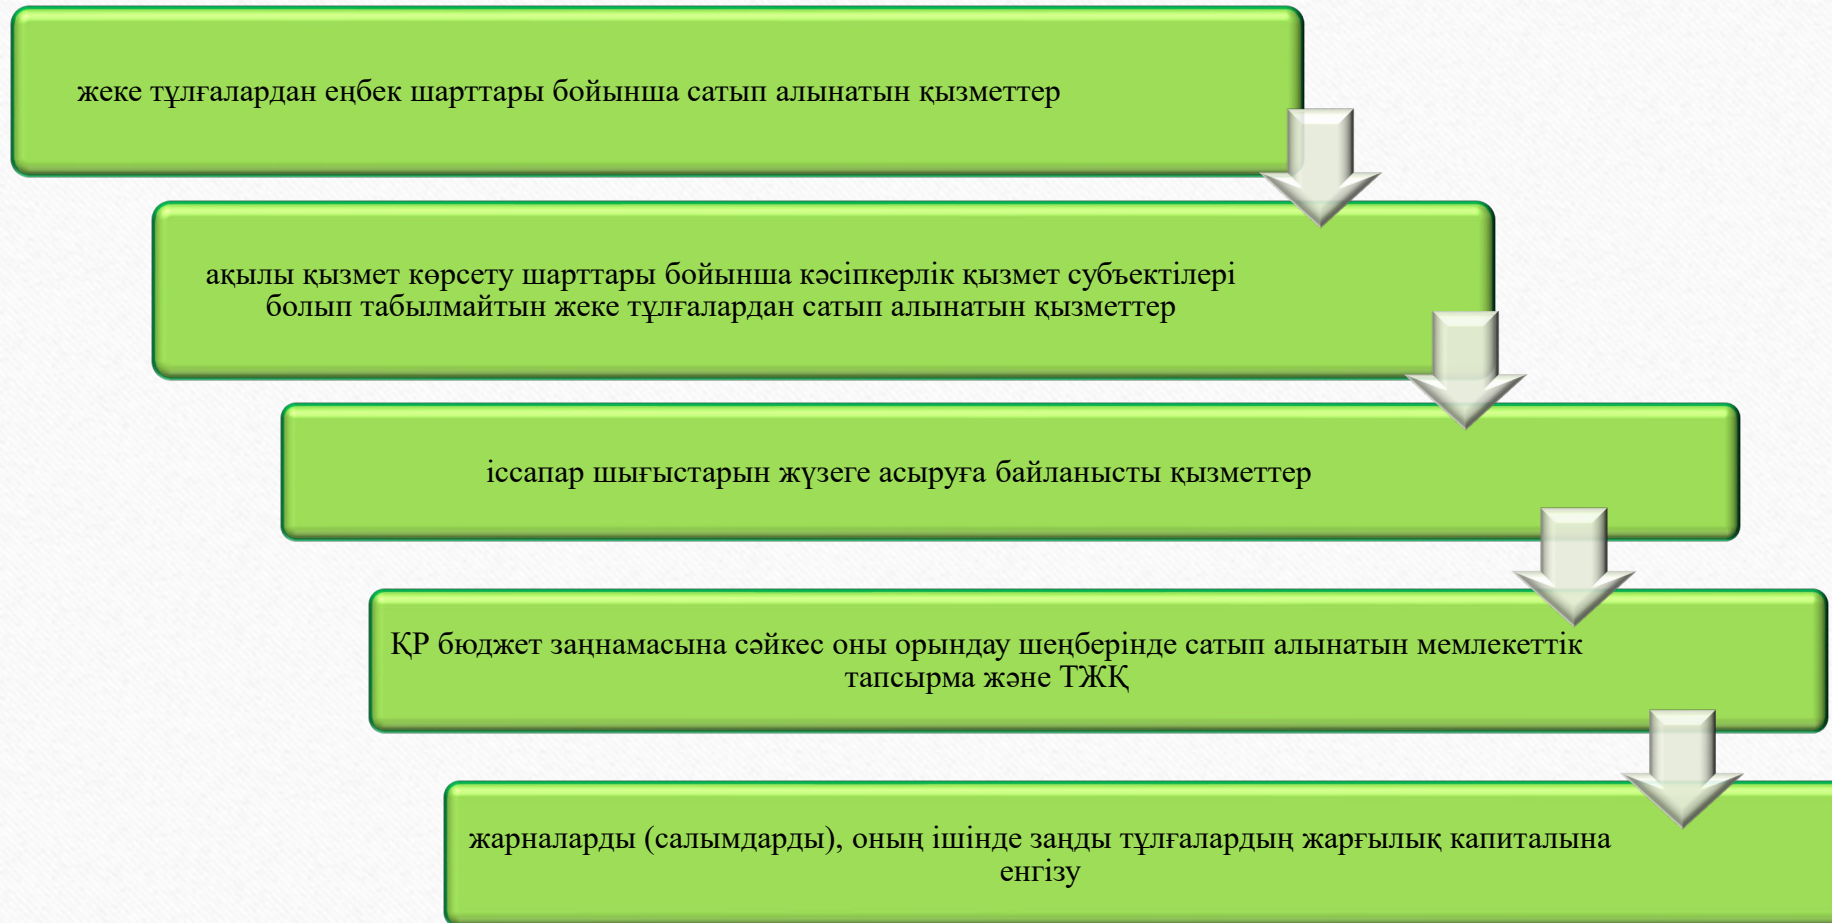 жеке тұлғалардан еңбек шарттары бойынша сатып алынатын қызметтер
ақылы қызмет көрсету шарттары бойынша кәсіпкерлік қызмет субъектілері
болып табылмайтын жеке тұлғалардан сатып алынатын қызметтер
іссапар шығыстарын жүзеге асыруға байланысты қызметтер
ҚР бюджет заңнамасына сәйкес оны орындау шеңберінде сатып алынатын мемлекеттік
тапсырма және ТЖҚ
жарналарды (салымдарды), оның ішінде заңды тұлғалардың жарғылық капиталына
енгізу